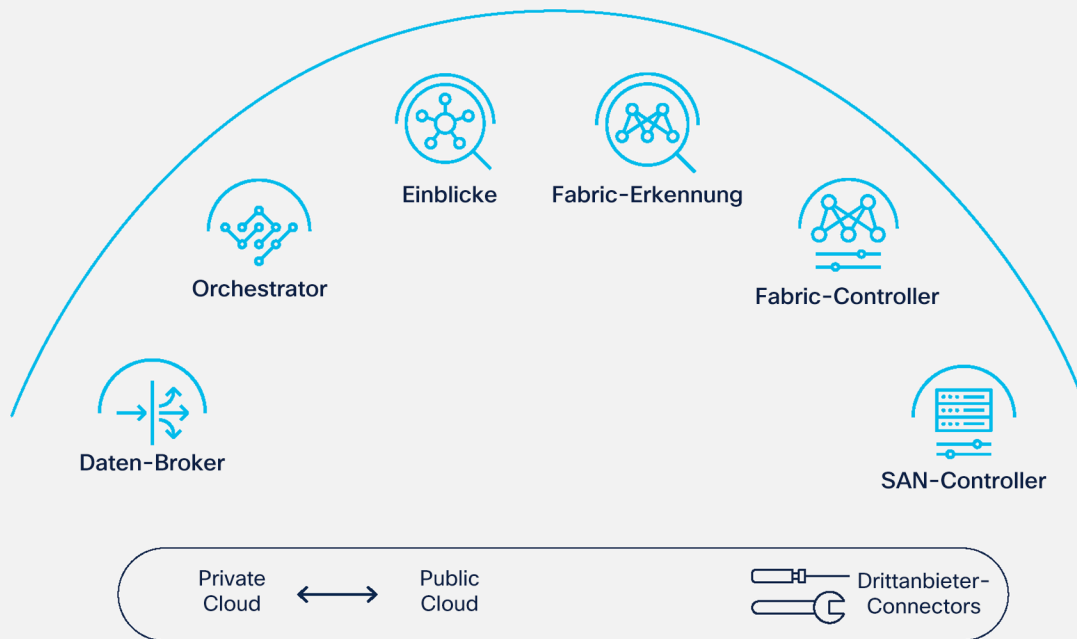 Einblicke
Fabric-Erkennung
Orchestrator
Fabric-Controller
Daten-Broker
SAN-Controller
Private
Cloud
Public
Cloud
Drittanbieter-
Connectors